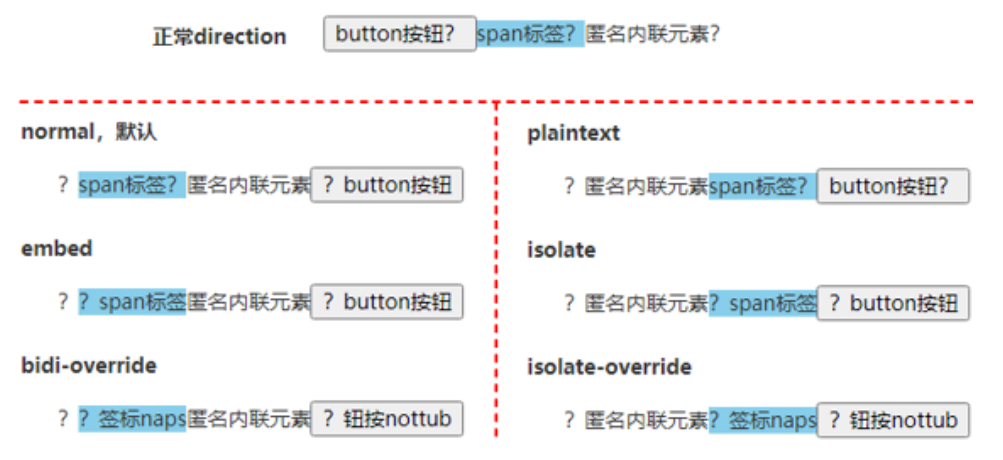 正常direction button按钮？span标签？匿名内联元素？
normal，默认
？span标签？匿名内联元素？button按钮
embed
？？span标签匿名内联元素？button按钮
bidi-override
？？签标naps匿名内联元素？钮按nottub
plaintext
？匿名内联元素span标签？button按钮？
isolate
？匿名内联元素？span标签？button按钮
isolate-override
？匿名内联元素？签标naps？钮按nottub